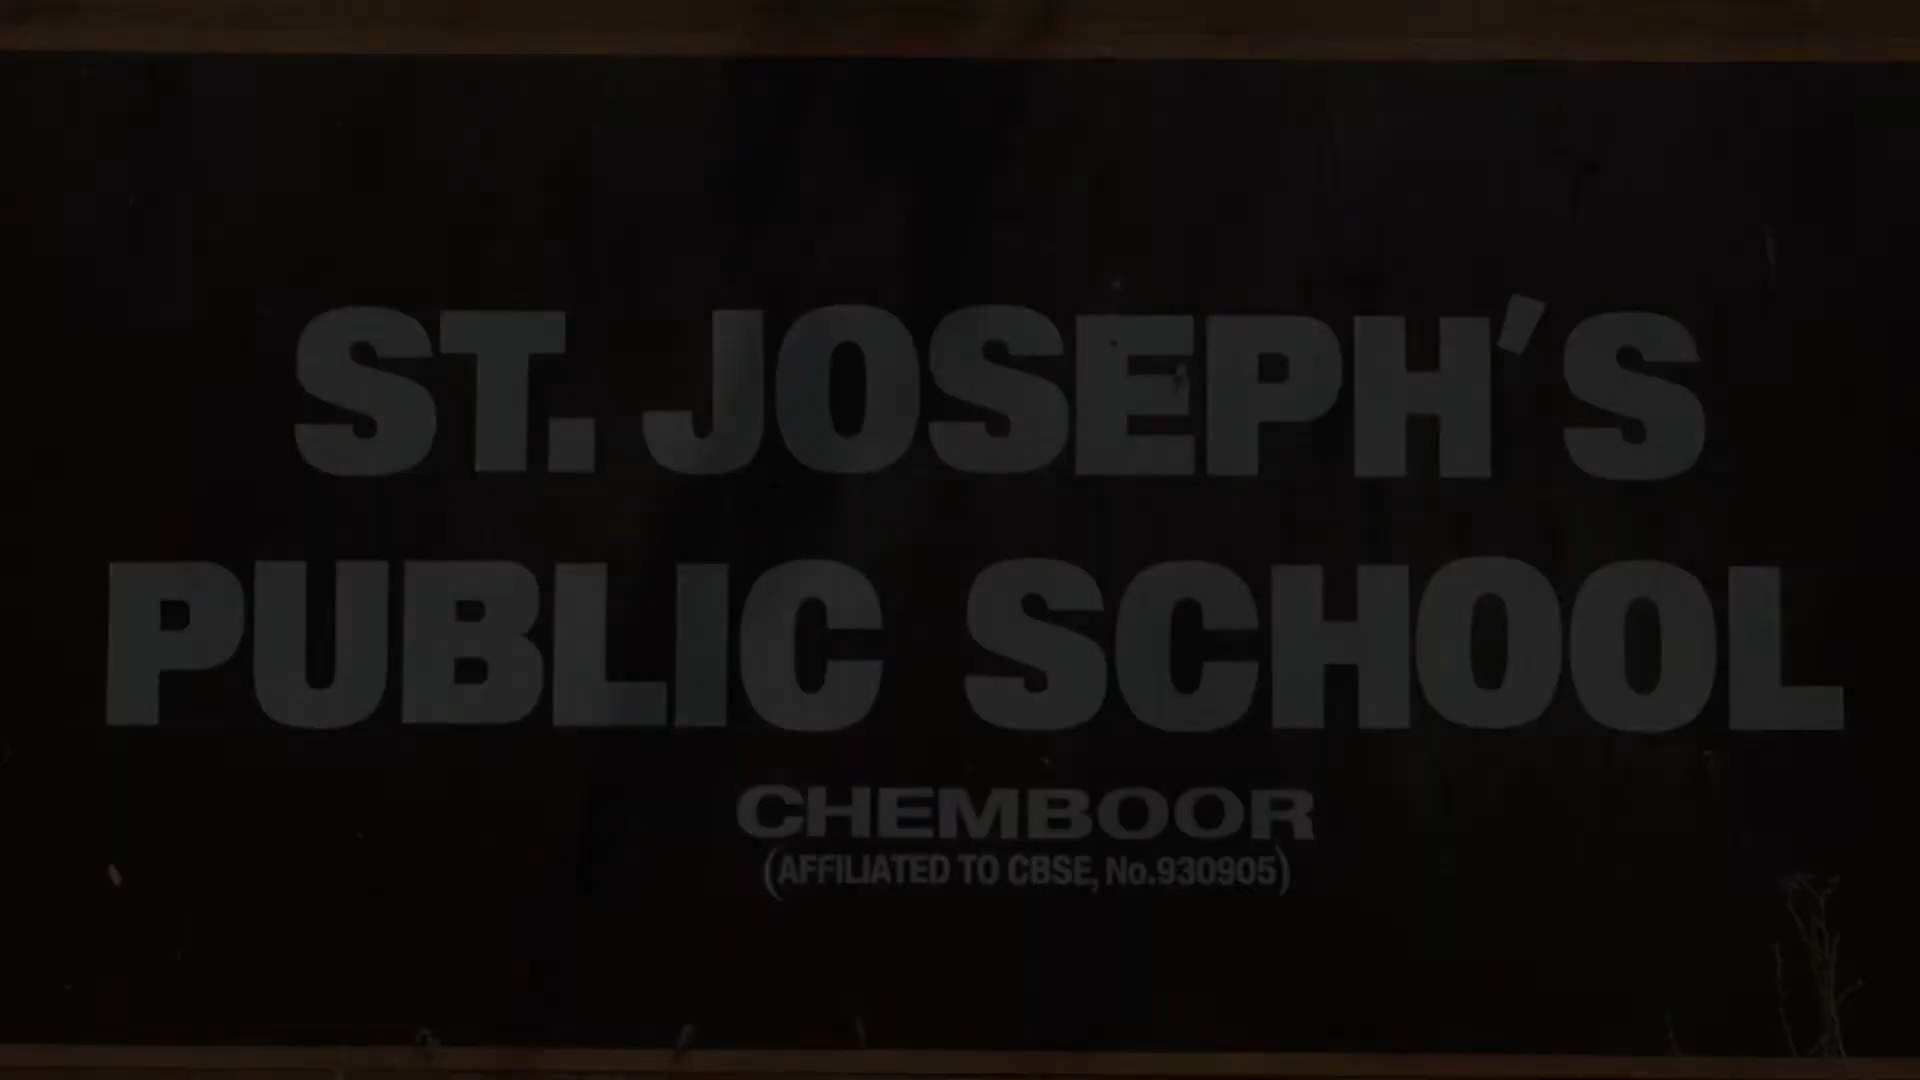 ST. JOSEPH'S
PUBLIC SCHOOL
CHEMBOOR
(AFFILIATED TO CBSE, No.930905)